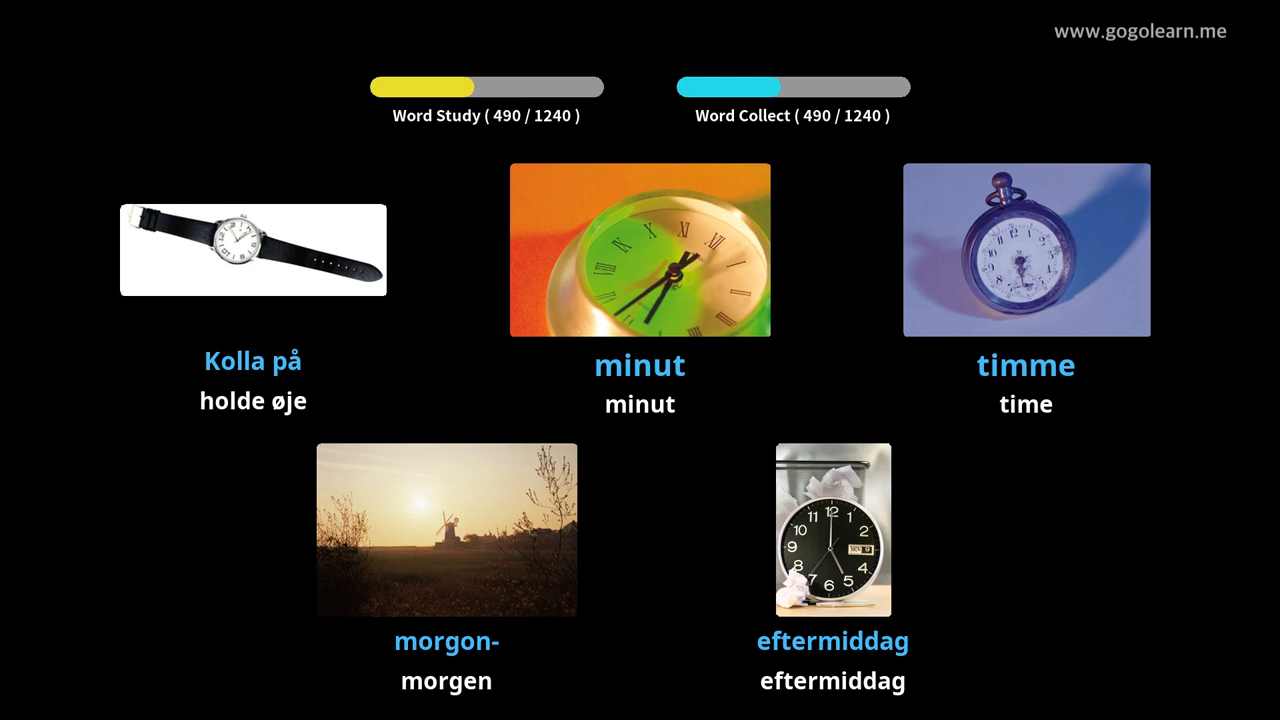 www.gogolearn.me
Word Study ( 490 / 1240 )
Word Collect ( 490 / 1240 )
Kolla på
holde øje
minut
minut
timme
time
morgon-
morgen
eftermiddag
eftermiddag